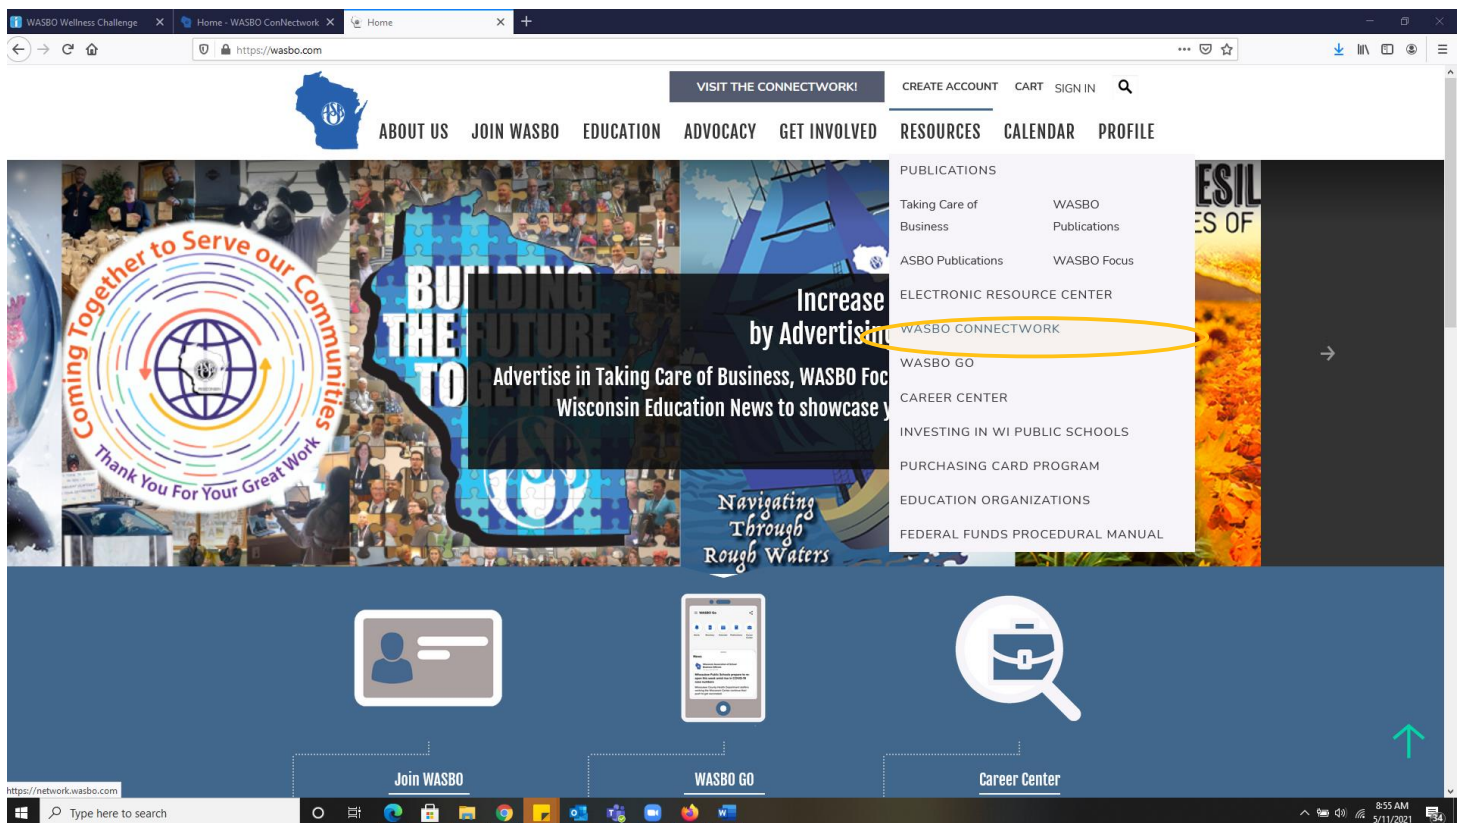 WASBO Wellness Challenge
Home - WASBO ConNectwork
Home
https://wasbo.com
VISIT THE CONNECTWORK!
CREATE ACCOUNT
CART
SIGN IN
ABOUT US
JOIN WASBO
EDUCATION
ADVOCACY
GET INVOLVED
RESOURCES
CALENDAR
PROFILE
PUBLICATIONS
Taking Care of
Business
WASBO
Publications
ASBO Publications
WASBO Focus
ELECTRONIC RESOURCE CENTER
WASBO CONNECTWORK
WASBO GO
CAREER CENTER
INVESTING IN WI PUBLIC SCHOOLS
PURCHASING CARD PROGRAM
EDUCATION ORGANIZATIONS
FEDERAL FUNDS PROCEDURAL MANUAL
Coming Together to Serve our Communities
Thank You For Your Great Work
BUILDING
THE FUTURE
TOGETHER
Increase
by Advertising
Advertise in Taking Care of Business, WASBO Foc
Wisconsin Education News to showcase y
Navigating
Through
Rough Waters
ESIL
ES OF
WASBO Go
Join WASBO
WASBO GO
Career Center
https://network.wasbo.com
Type here to search
8:55 AM
5/11/2021
34